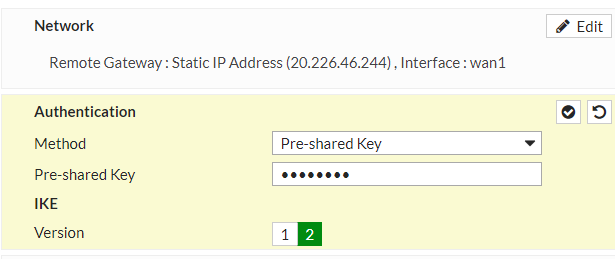 Network
Edit
Remote Gateway : Static IP Address (20.226.46.244) , Interface : wan1
Authentication
Method
Pre-shared Key
Pre-shared Key
••••••••
IKE
Version
1 2